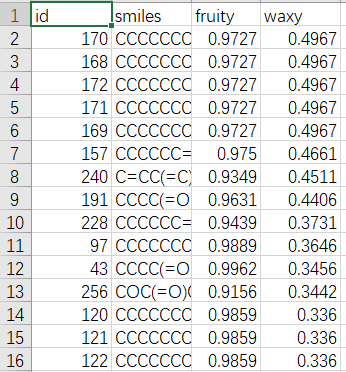 1 id smiles fruity waxy
2 170 CCCCCCC 0.9727 0.4967
3 168 CCCCCCC 0.9727 0.4967
4 172 CCCCCCC 0.9727 0.4967
5 171 CCCCCCC 0.9727 0.4967
6 169 CCCCCCC 0.9727 0.4967
7 157 CCCCCC= 0.975 0.4661
8 240 C=CC(=C) 0.9349 0.4511
9 191 CCCC(=O 0.9631 0.4406
10 228 CCCCCC= 0.9439 0.3731
11 97 CCCCCCC 0.9889 0.3646
12 43 CCCC(=O 0.9962 0.3456
13 256 COC(=O)( 0.9156 0.3442
14 120 CCCCCCC 0.9859 0.336
15 121 CCCCCCC 0.9859 0.336
16 122 CCCCCCC 0.9859 0.336